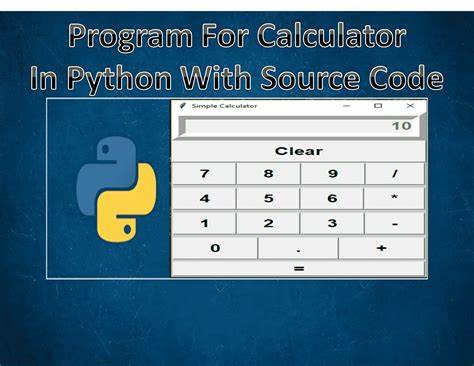 Program For Calculator
In Python With Source Code
Simple Calculator
10
Clear
7 8 9 /
4 5 6 *
1 2 3 -
0 . +
=